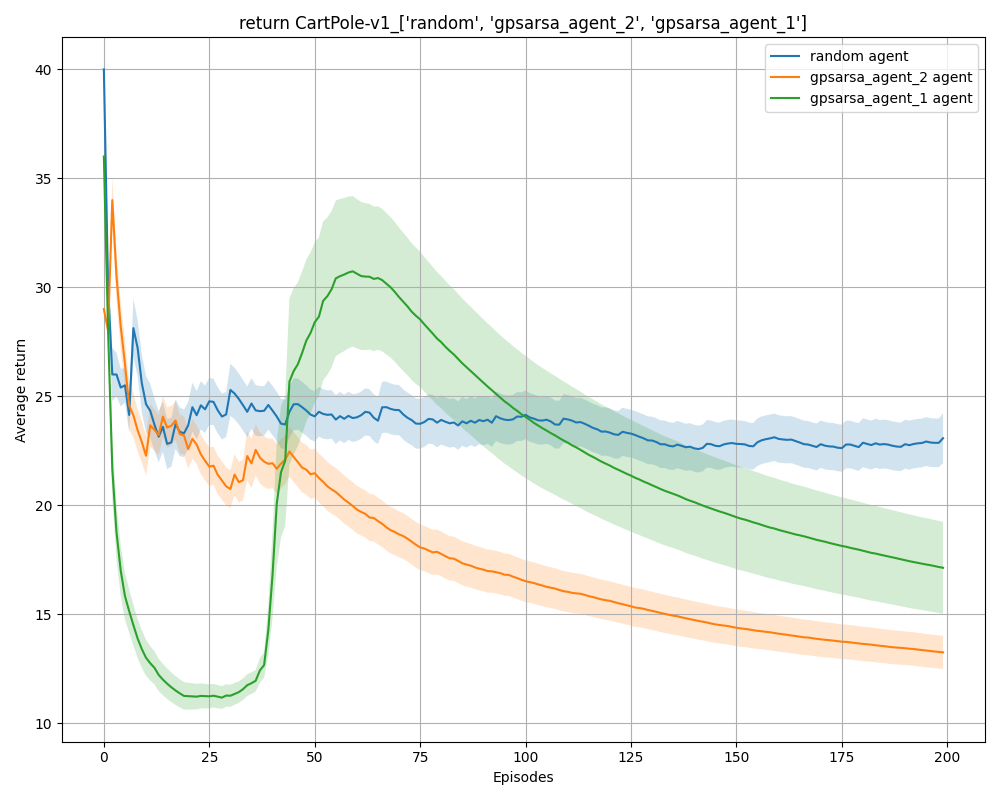 return CartPole-v1_['random', 'gpsarsa_agent_2', 'gpsarsa_agent_1']
random agent
gpsarsa_agent_2 agent
gpsarsa_agent_1 agent
Average return
40
35
30
25
20
15
10
0 25 50 75 100 125 150 175 200
Episodes